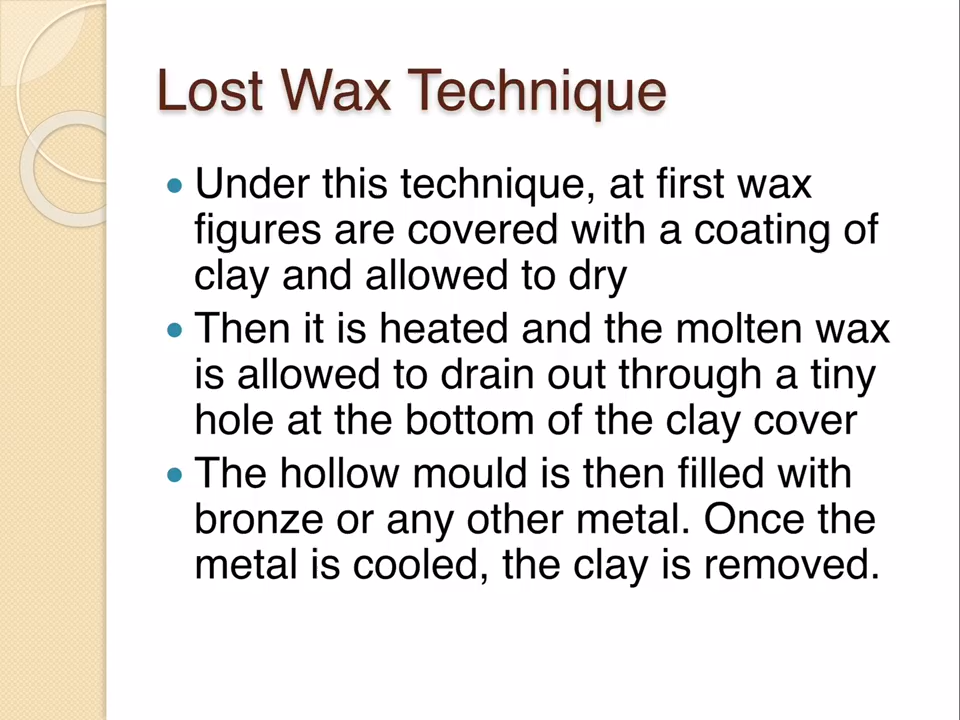 Lost Wax Technique
• Under this technique, at first wax
figures are covered with a coating of
clay and allowed to dry
• Then it is heated and the molten wax
is allowed to drain out through a tiny
hole at the bottom of the clay cover
• The hollow mould is then filled with
bronze or any other metal. Once the
metal is cooled, the clay is removed.